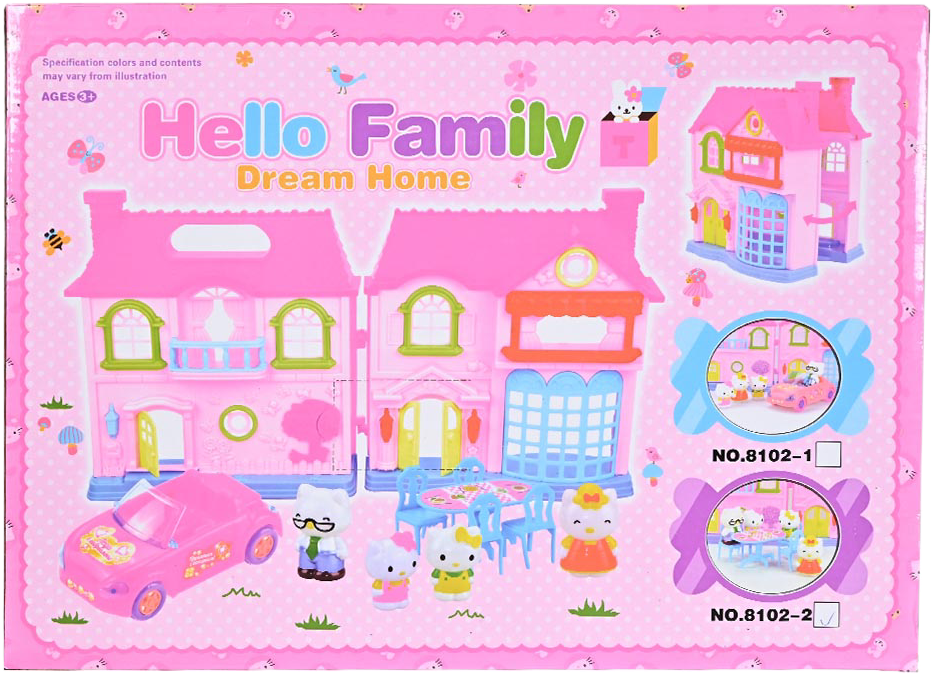 Specification colors and contents
may vary from illustration
AGES 3+
Hello Family
Dream Home
T
NO.8102-1
NO.8102-2